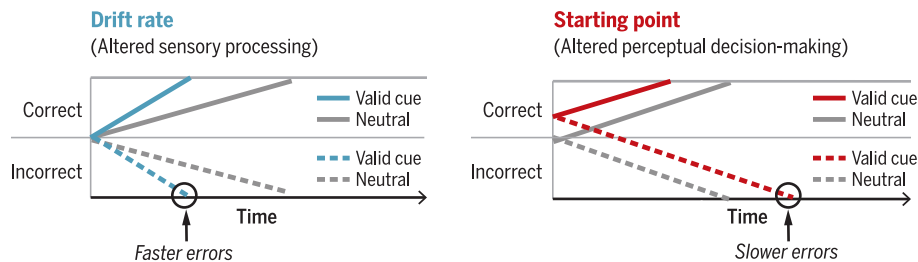 Drift rate
(Altered sensory processing)
Correct
Incorrect
Valid cue
Neutral
Valid cue
Neutral
Time
Faster errors
Starting point
(Altered perceptual decision-making)
Correct
Incorrect
Valid cue
Neutral
Valid cue
Neutral
Time
Slower errors